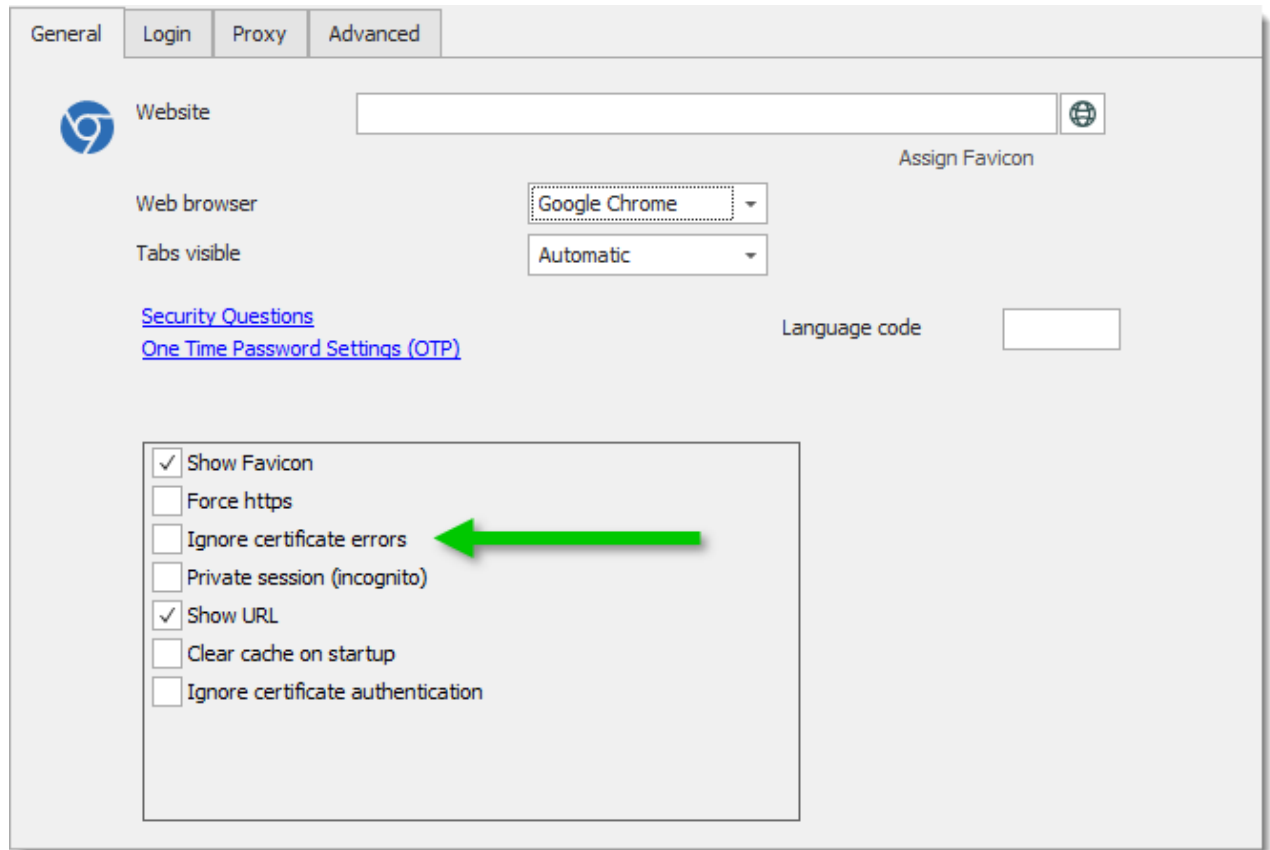 General Login Proxy Advanced
Website
Assign Favicon
Web browser Google Chrome
Tabs visible Automatic
Security Questions
Language code
One Time Password Settings (OTP)
Show Favicon
Force https
Ignore certificate errors
Private session (incognito)
Show URL
Clear cache on startup
Ignore certificate authentication